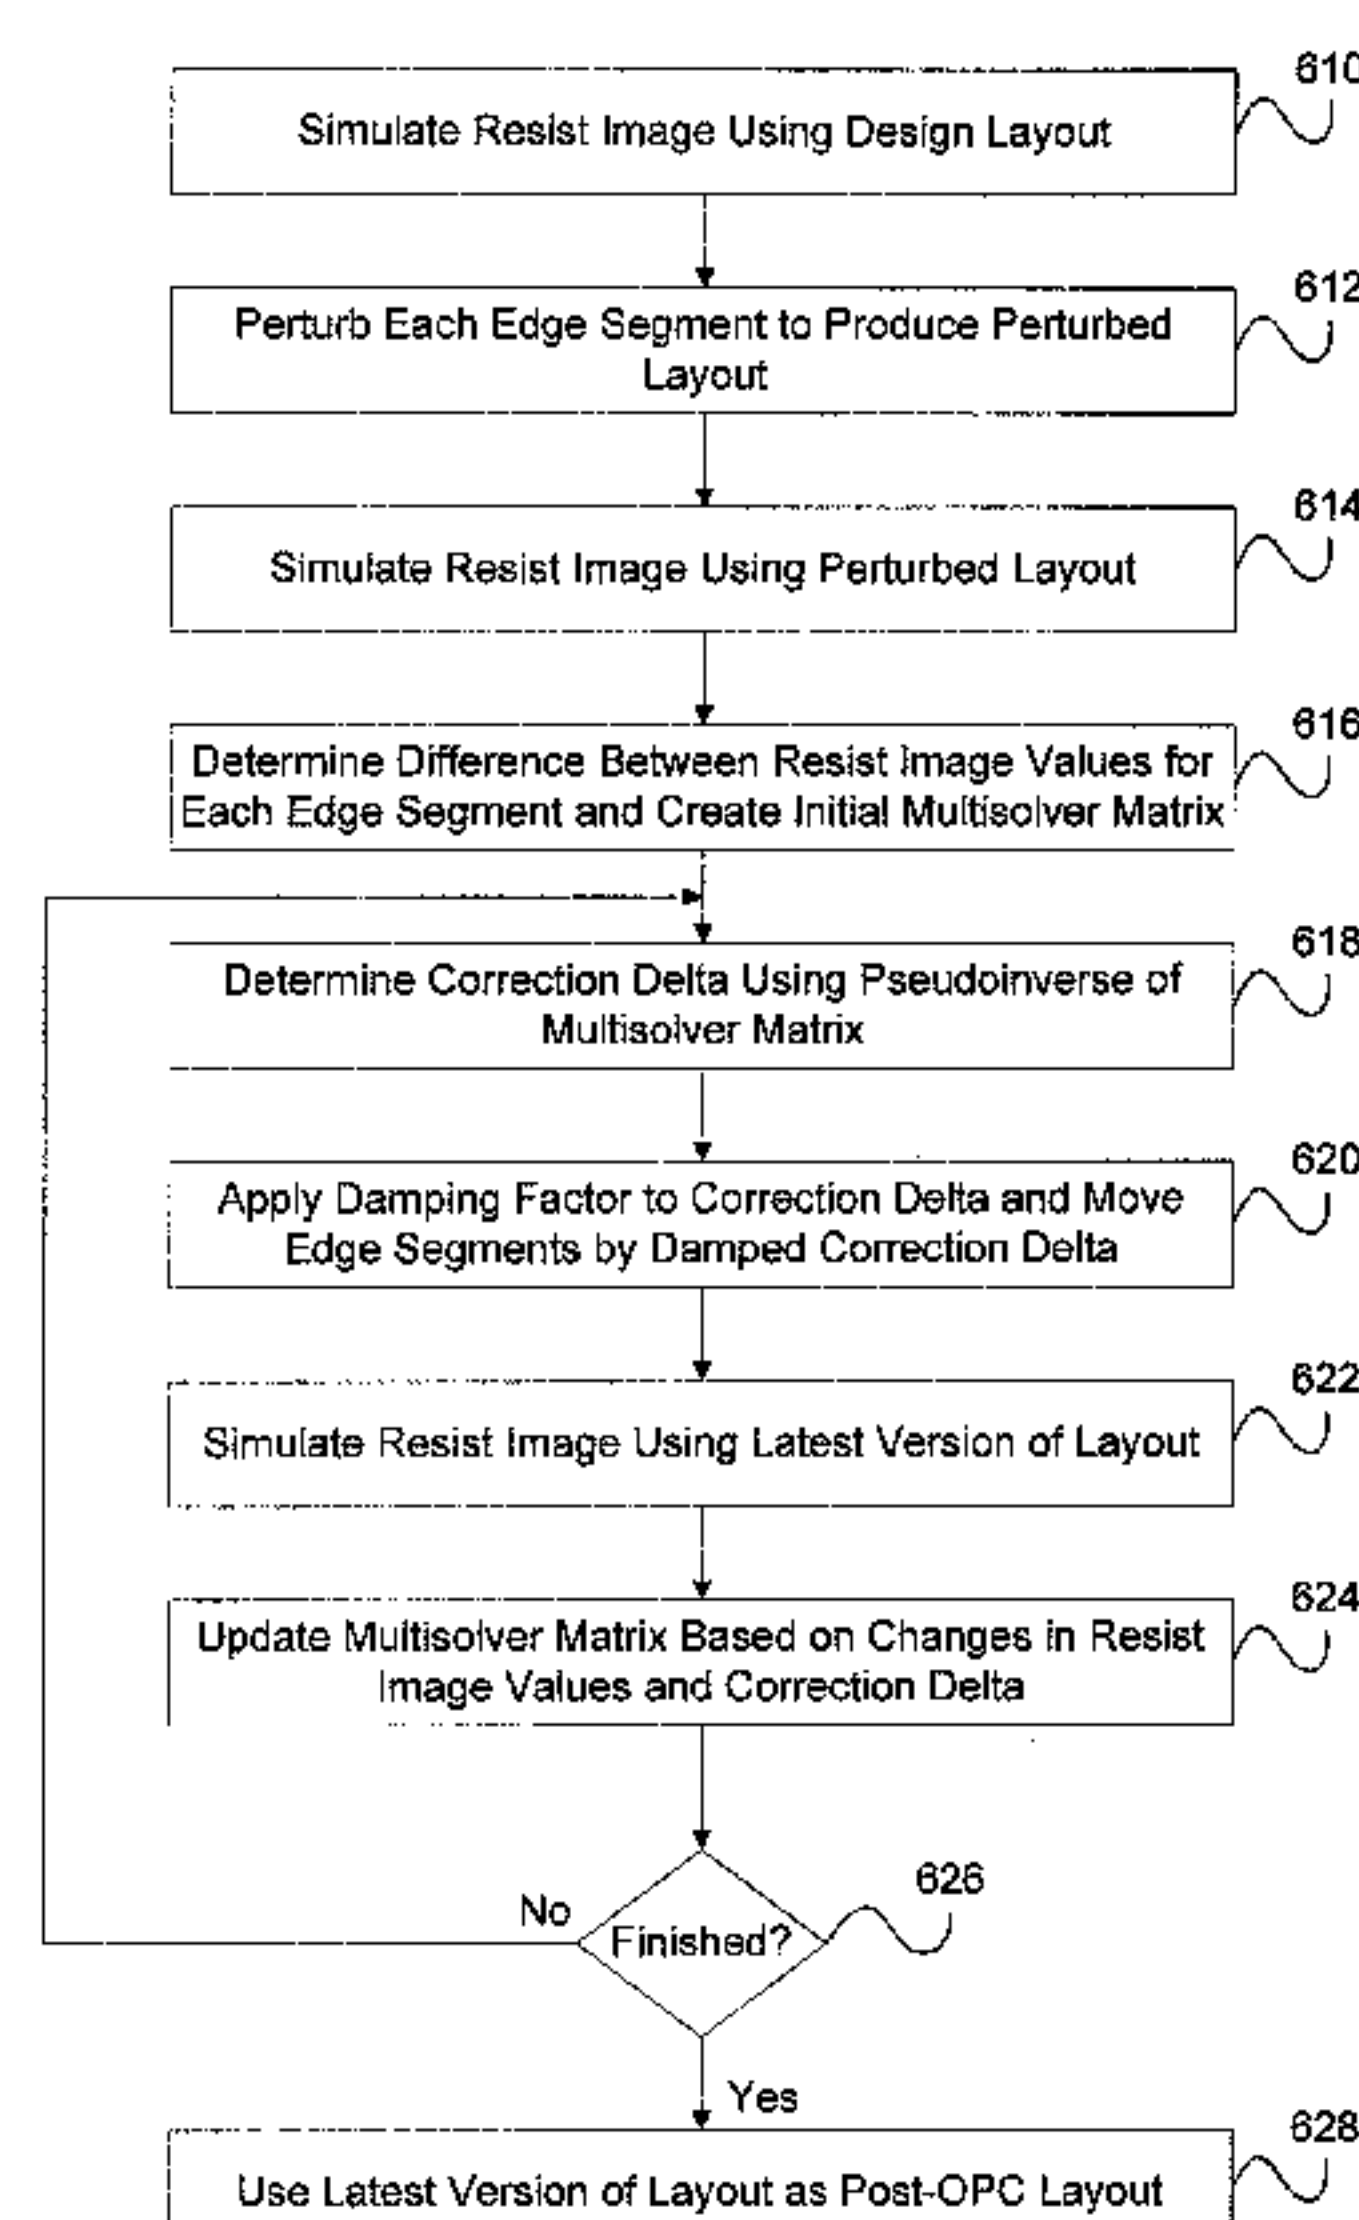 610
Simulate Resist Image Using Design Layout
612
Perturb Each Edge Segment to Produce Perturbed
Layout
614
Simulate Resist Image Using Perturbed Layout
616
Determine Difference Between Resist Image Values for
Each Edge Segment and Create Initial Multisolver Matrix
618
Determine Correction Delta Using Pseudoinverse of
Multisolver Matrix
620
Apply Damping Factor to Correction Delta and Move
Edge Segments by Damped Correction Delta
622
Simulate Resist Image Using Latest Version of Layout
624
Update Multisolver Matrix Based on Changes in Resist
Image Values and Correction Delta
626
No
Finished?
Yes
628
Use Latest Version of Layout as Post-OPC Layout